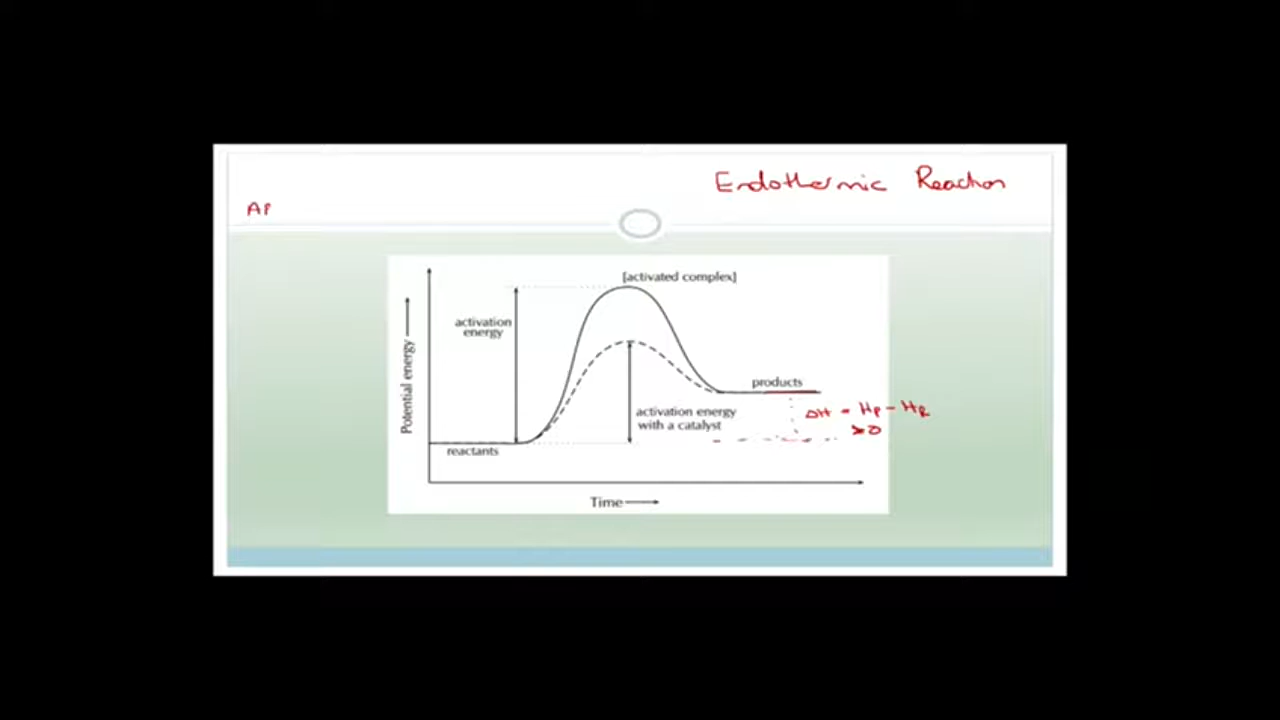 Endothermic Reaction
AP
[activated complex]
activation
energy
Potential energy
products
activation energy
with a catalyst
ΔH = HP - HR
>0
reactants
Time